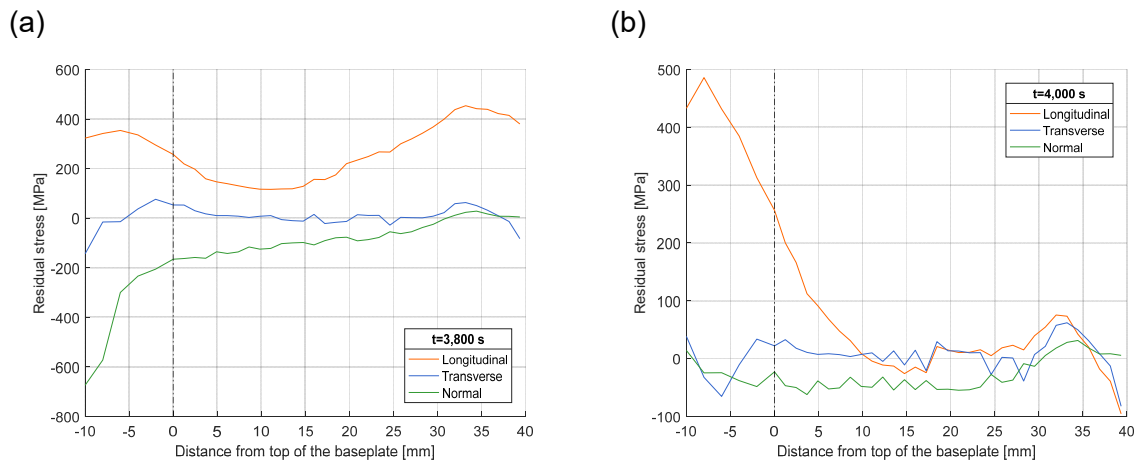 (a)
(b)
600
400
200
0
-200
-400
-600
-800
-10
-5
0
5
10
15
20
25
30
35
40
Residual stress [MPa]
Distance from top of the baseplate [mm]
t=3,800 s
Longitudinal
Transverse
Normal
500
400
300
200
100
0
-100
-10
-5
0
5
10
15
20
25
30
35
40
Residual stress [MPa]
Distance from top of the baseplate [mm]
t=4,000 s
Longitudinal
Transverse
Normal